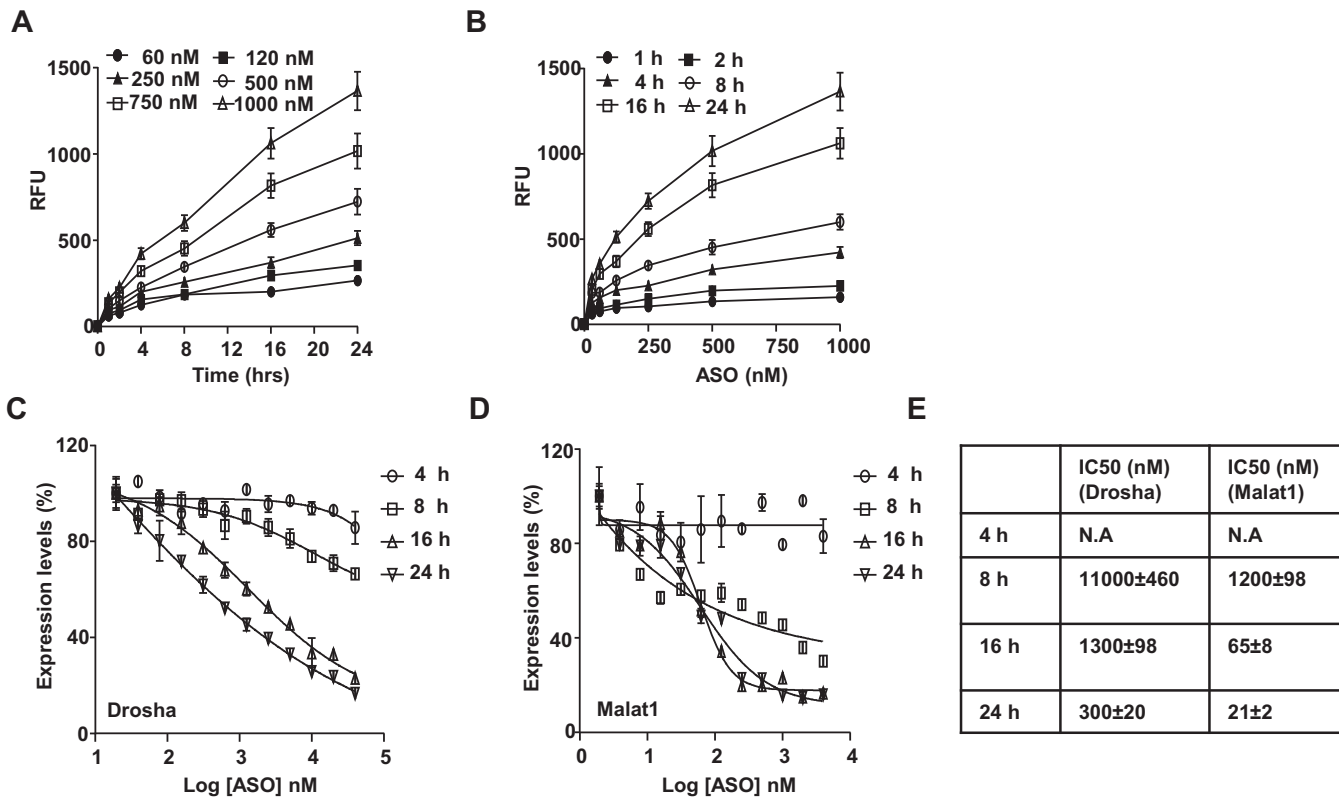 A
60 nM 120 nM
250 nM 500 nM
750 nM 1000 nM
1500
1000
500
0
RFU
0 4 8 12 16 20 24
Time (hrs)
B
1 h 2 h
4 h 8 h
16 h 24 h
1500
1000
500
0
RFU
0 250 500 750 1000
ASO (nM)
C
120
80
40
0
Expression levels (%)
4 h
8 h
16 h
24 h
Drosha
1 2 3 4 5
Log [ASO] nM
D
120
80
40
0
Expression levels (%)
4 h
8 h
16 h
24 h
Malat1
0 1 2 3 4
Log [ASO] nM
E
IC50 (nM) IC50 (nM)
(Drosha) (Malat1)
4 h N.A N.A
8 h 11000±460 1200±98
16 h 1300±98 65±8
24 h 300±20 21±2